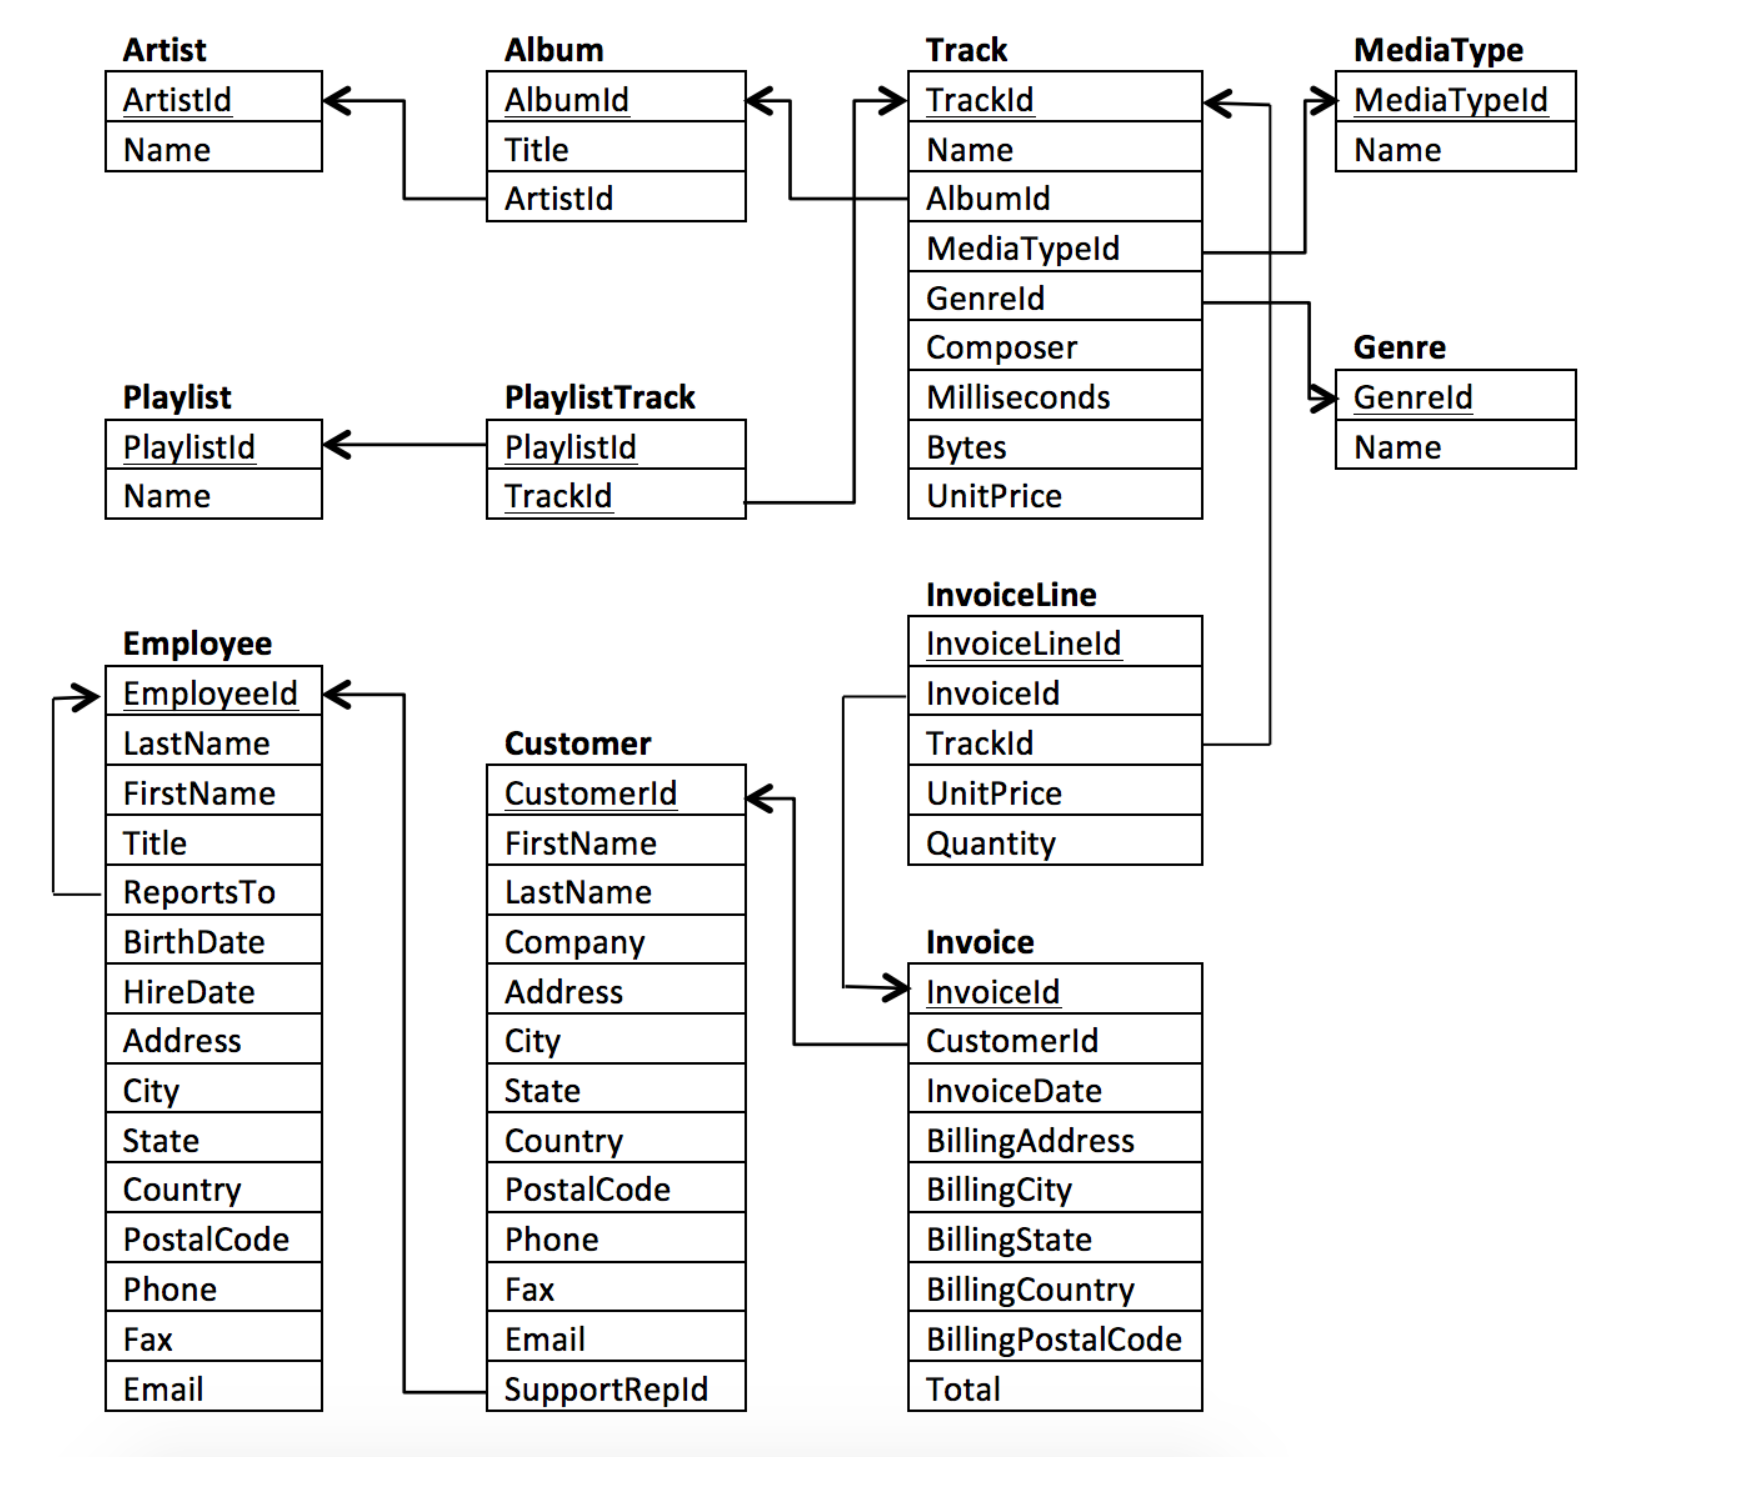 Artist
ArtistId
Name
Album
AlbumId
Title
ArtistId
Track
TrackId
Name
AlbumId
MediaTypeId
GenreId
Composer
Milliseconds
Bytes
UnitPrice
MediaType
MediaTypeId
Name
Genre
GenreId
Name
Playlist
PlaylistId
Name
PlaylistTrack
PlaylistId
TrackId
Employee
EmployeeId
LastName
FirstName
Title
ReportsTo
BirthDate
HireDate
Address
City
State
Country
PostalCode
Phone
Fax
Email
Customer
CustomerId
FirstName
LastName
Company
Address
City
State
Country
PostalCode
Phone
Fax
Email
SupportRepId
InvoiceLine
InvoiceLineId
InvoiceId
TrackId
UnitPrice
Quantity
Invoice
InvoiceId
CustomerId
InvoiceDate
BillingAddress
BillingCity
BillingState
BillingCountry
BillingPostalCode
Total